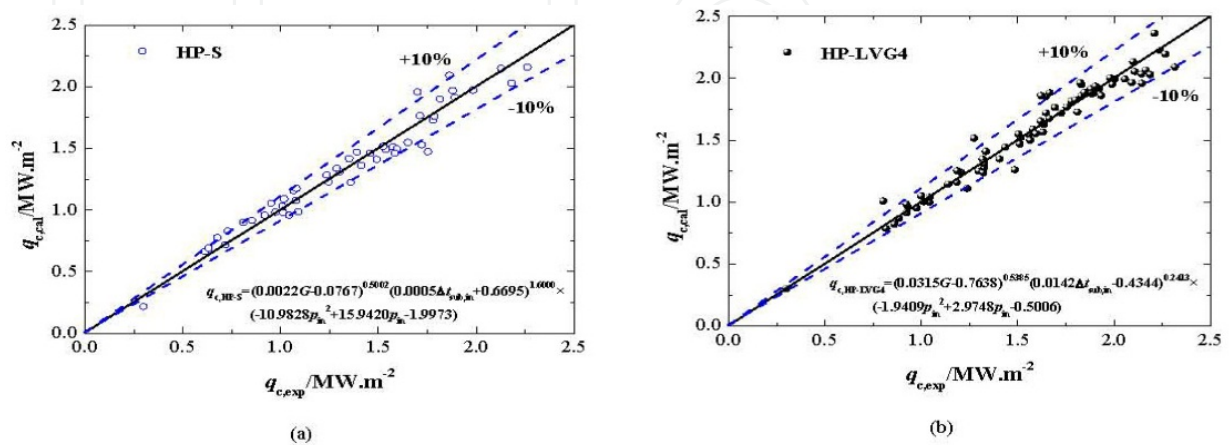 2.5
2.0
1.5
1.0
0.5
0.0
0.0 0.5 1.0 1.5 2.0 2.5
q_c,cal/MW.m^-2
q_c,exp/MW.m^-2
HP-S
+10%
-10%
q_c,HP-S=(0.0022G-0.0767)^0.5002(0.0005Δt_sub,in+0.6695)^1.6000×
(-10.9828p_in^2+15.9420p_in-1.9973)
(a)
2.5
2.0
1.5
1.0
0.5
0.0
0.0 0.5 1.0 1.5 2.0 2.5
q_c,cal/MW.m^-2
q_c,exp/MW.m^-2
HP-LVG4
+10%
-10%
q_c,HP-LVG4=(0.0315G-0.7638)^0.5385(0.0142Δt_sub,in-0.4344)^0.2423×
(-1.9409p_in^2+2.9748p_in-0.5006)
(b)